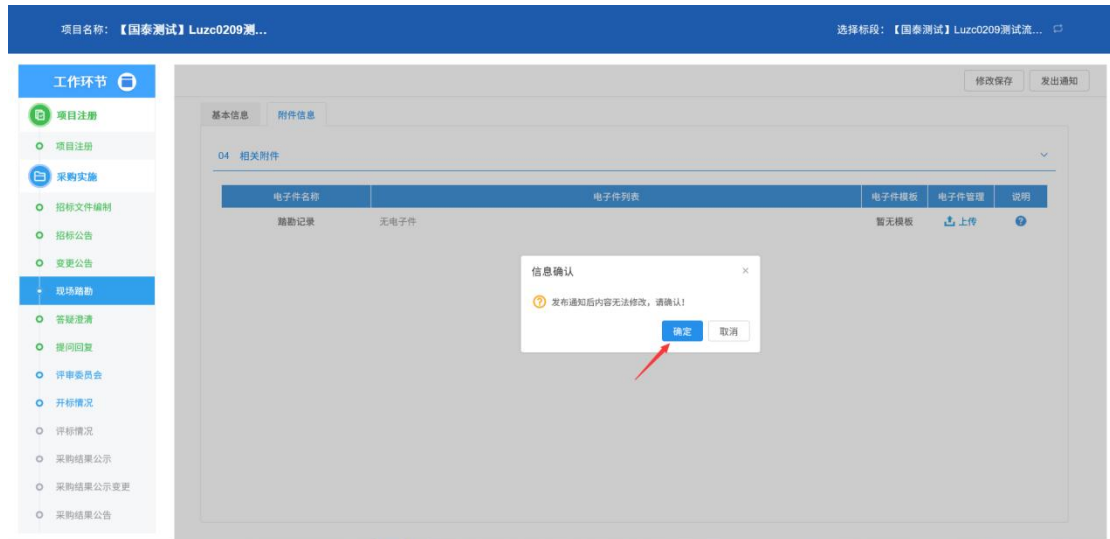 项目名称：【国泰测试】Luzc0209测...
选择标段：【国泰测试】Luzc0209测试流...
工作环节
修改保存
发出通知
项目注册
基本信息
附件信息
项目注册
04 相关附件
采购实施
电子件名称
电子件列表
电子件模板
电子件管理
说明
招标文件编制
踏勘记录
无电子件
暂无模板
上传
招标公告
变更公告
信息确认
现场踏勘
发布通知后内容无法修改，请确认！
答疑澄清
确定
取消
提问回复
评审委员会
开标情况
评标情况
采购结果公示
采购结果公示变更
采购结果公告